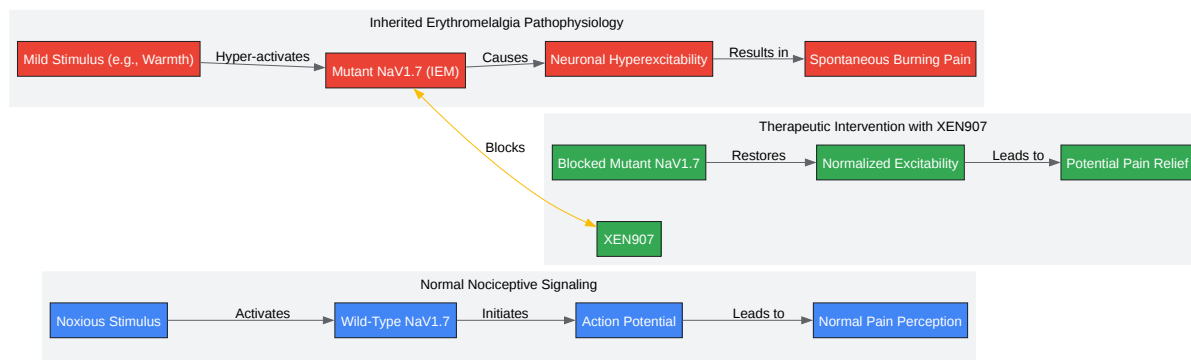 Inherited Erythromelalgia Pathophysiology
Mild Stimulus (e.g., Warmth)
Hyper-activates
Mutant NaV1.7 (IEM)
Causes
Neuronal Hyperexcitability
Results in
Spontaneous Burning Pain
Blocks
Therapeutic Intervention with XEN907
Blocked Mutant NaV1.7
Restores
Normalized Excitability
Leads to
Potential Pain Relief
XEN907
Normal Nociceptive Signaling
Noxious Stimulus
Activates
Wild-Type NaV1.7
Initiates
Action Potential
Leads to
Normal Pain Perception